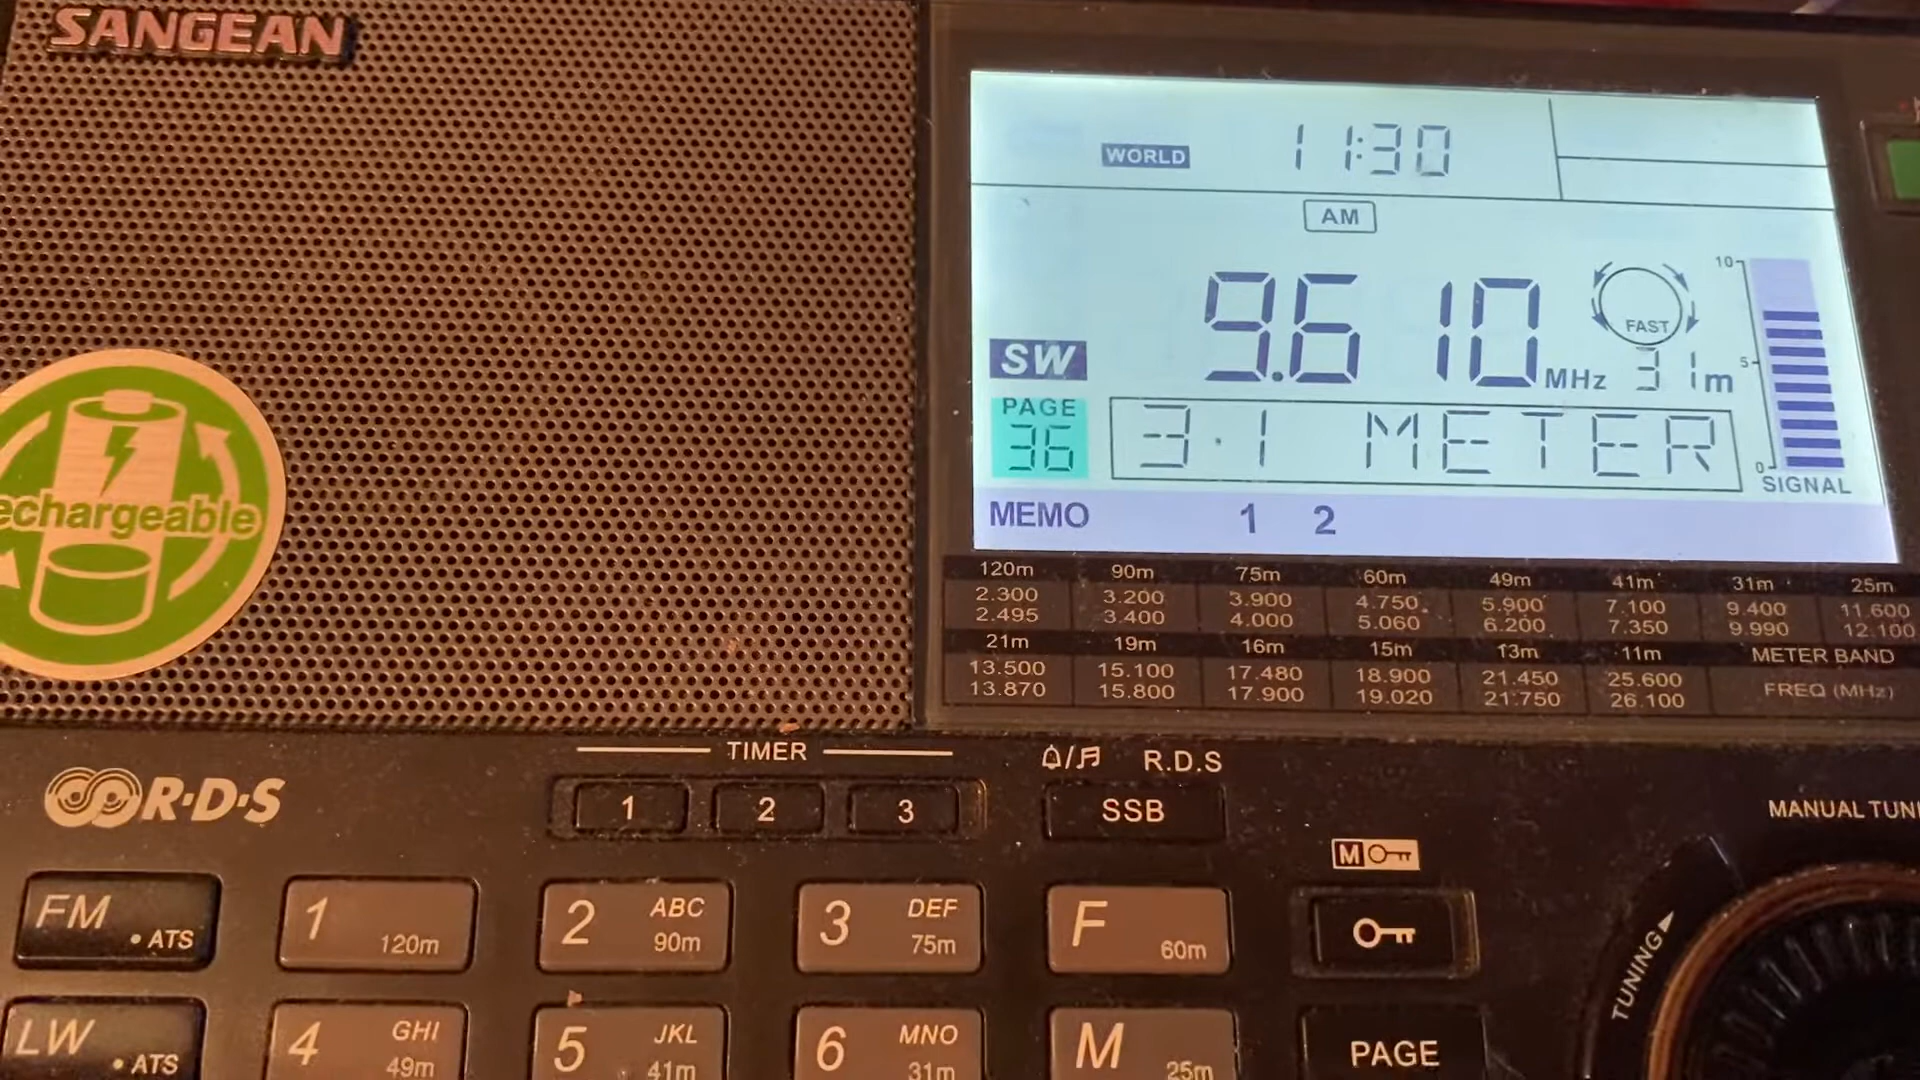 SANGEAN
WORLD 11:30
AM
SW 9.610 MHz 31m
FAST
10
5
0
SIGNAL
PAGE
36
31 METER
MEMO 1 2
echargeable
120m 90m 75m 60m 49m 41m 31m 25m
2.300 3.200 3.900 4.750 5.900 7.100 9.400 11.600
2.495 3.400 4.000 5.060 6.200 7.350 9.990 12.100
21m 19m 16m 15m 13m 11m METER BAND
13.500 15.100 17.480 18.900 21.450 25.600 FREQ (MHz)
13.870 15.800 17.900 19.020 21.750 26.100
R·D·S
TIMER
1 2 3
R.D.S
SSB
MANUAL TUNI
M
TUNING
FM • ATS
1 120m
2 ABC 90m
3 DEF 75m
F 60m
LW • ATS
4 GHI 49m
5 JKL 41m
6 MNO 31m
M 25m
PAGE